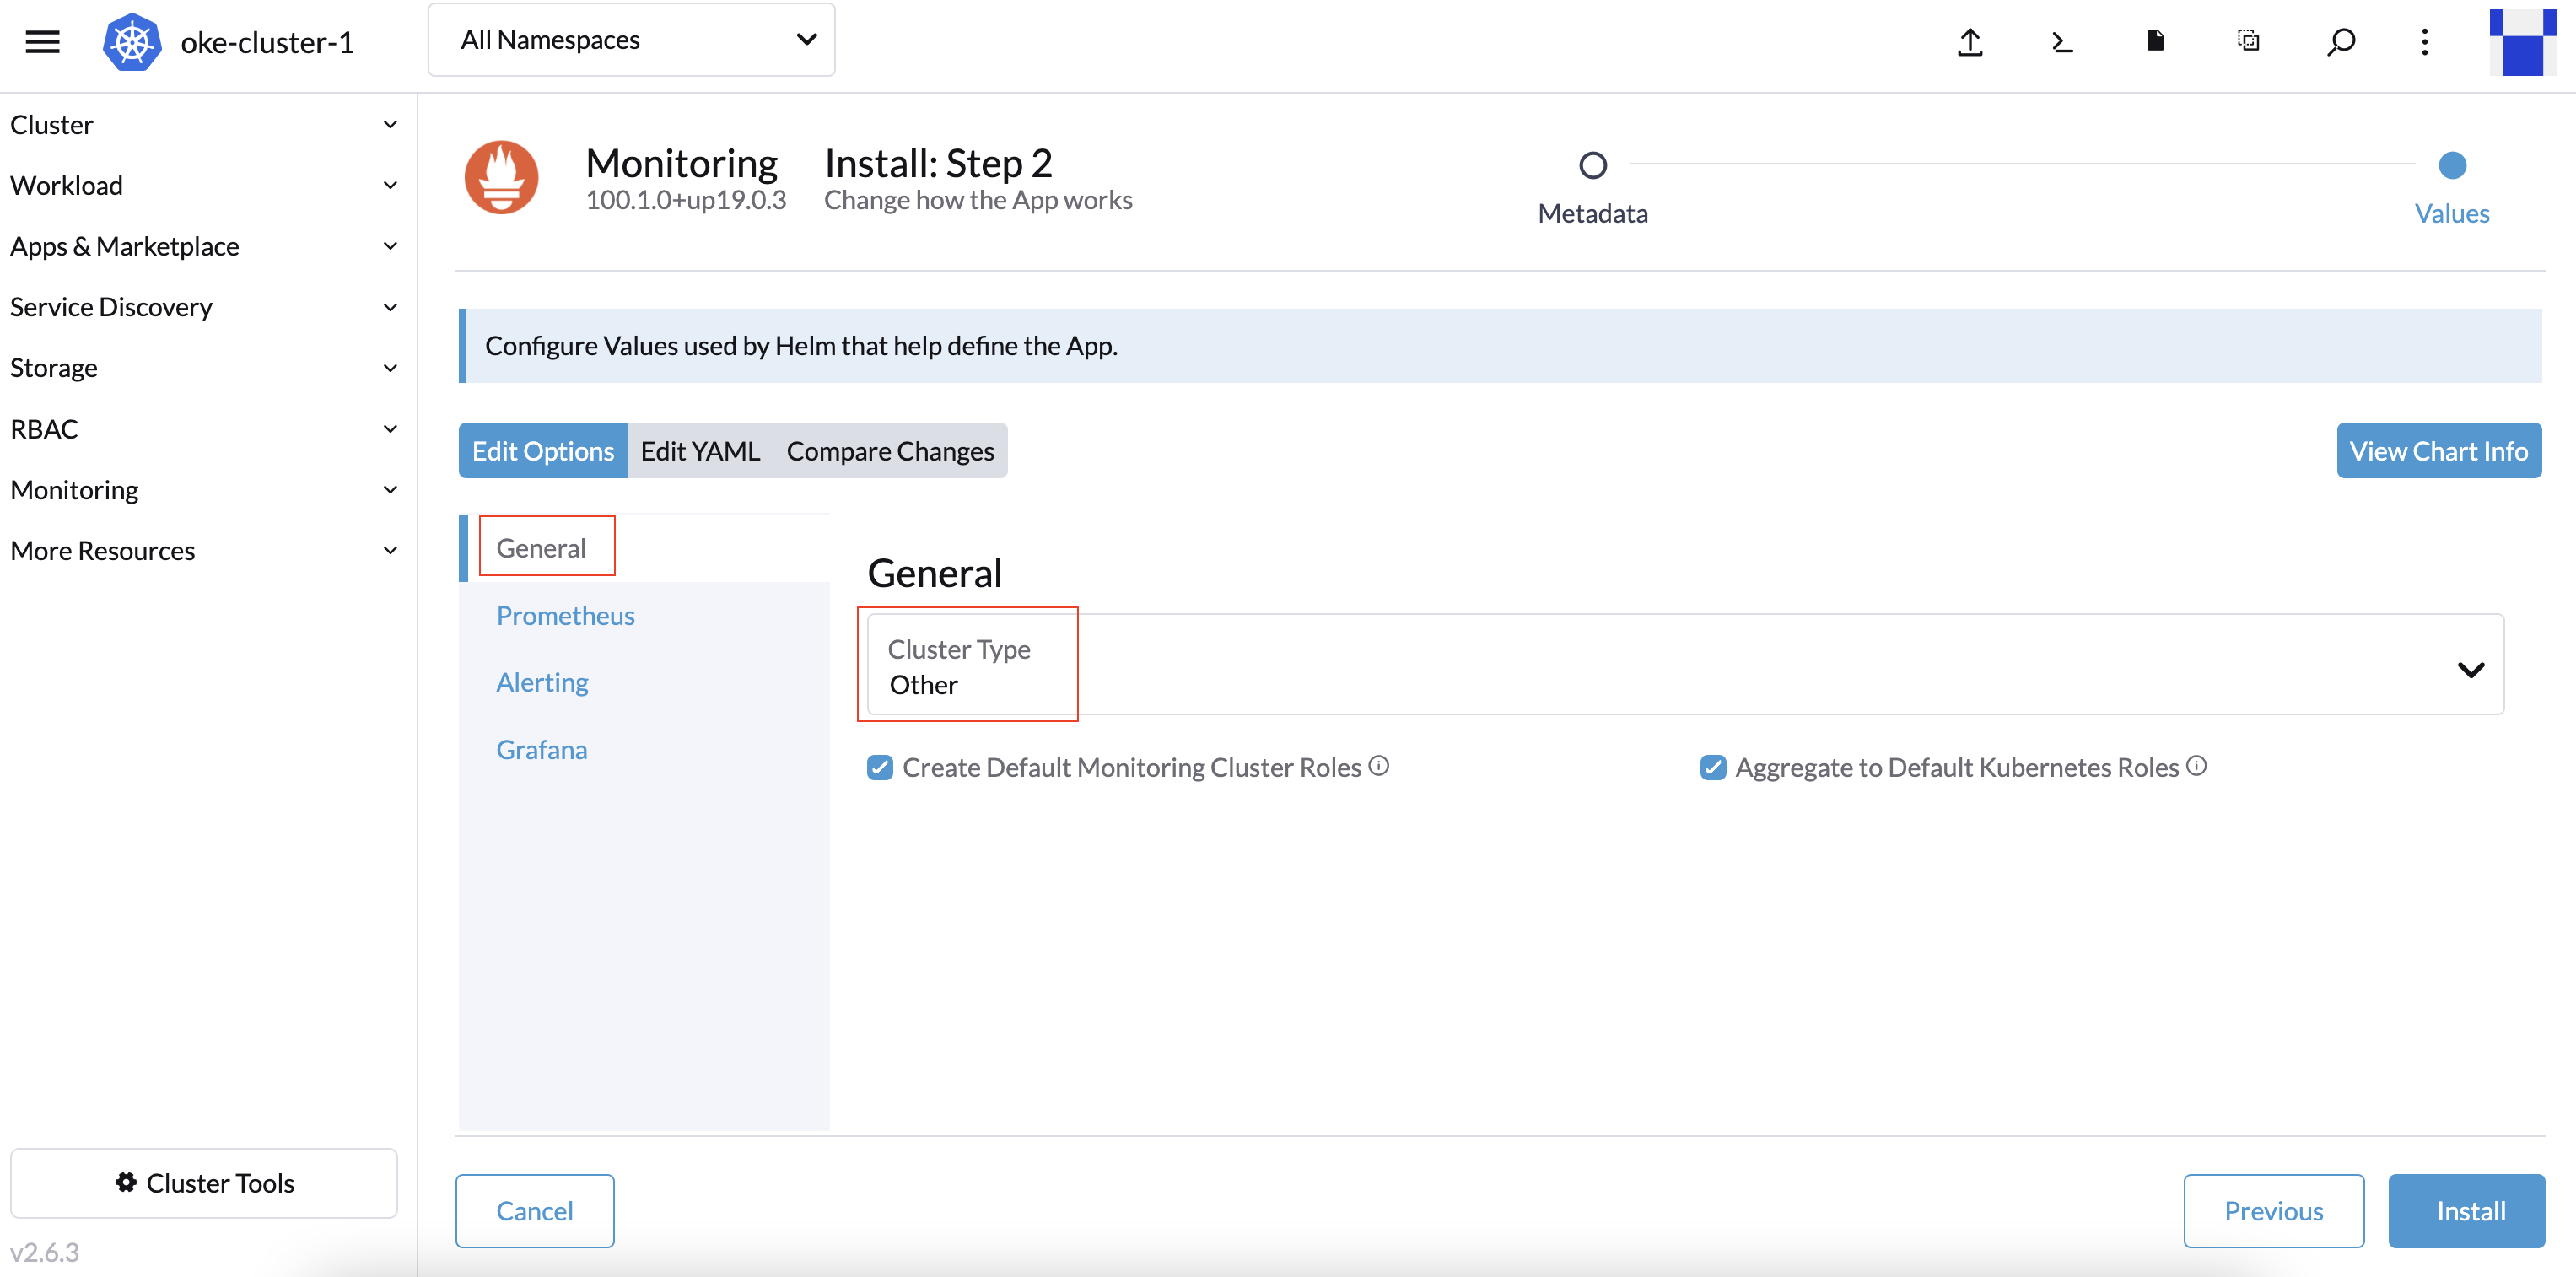 oke-cluster-1
All Namespaces
Cluster
Workload
Apps & Marketplace
Service Discovery
Storage
RBAC
Monitoring
More Resources
Cluster Tools
v2.6.3
Monitoring
100.1.0+up19.0.3
Install: Step 2
Change how the App works
Metadata
Values
Configure Values used by Helm that help define the App.
Edit Options
Edit YAML
Compare Changes
View Chart Info
General
Prometheus
Alerting
Grafana
General
Cluster Type
Other
Create Default Monitoring Cluster Roles
Aggregate to Default Kubernetes Roles
Cancel
Previous
Install